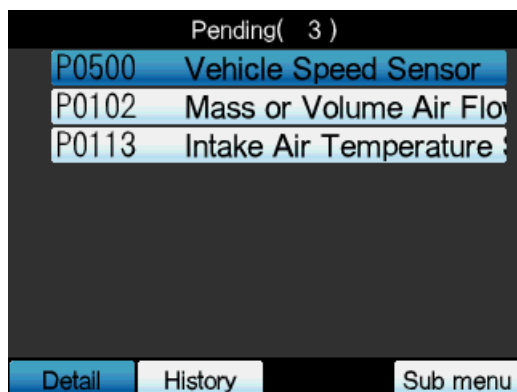 Pending( 3 )
P0500 Vehicle Speed Sensor
P0102 Mass or Volume Air Flo
P0113 Intake Air Temperature
Detail History Sub menu